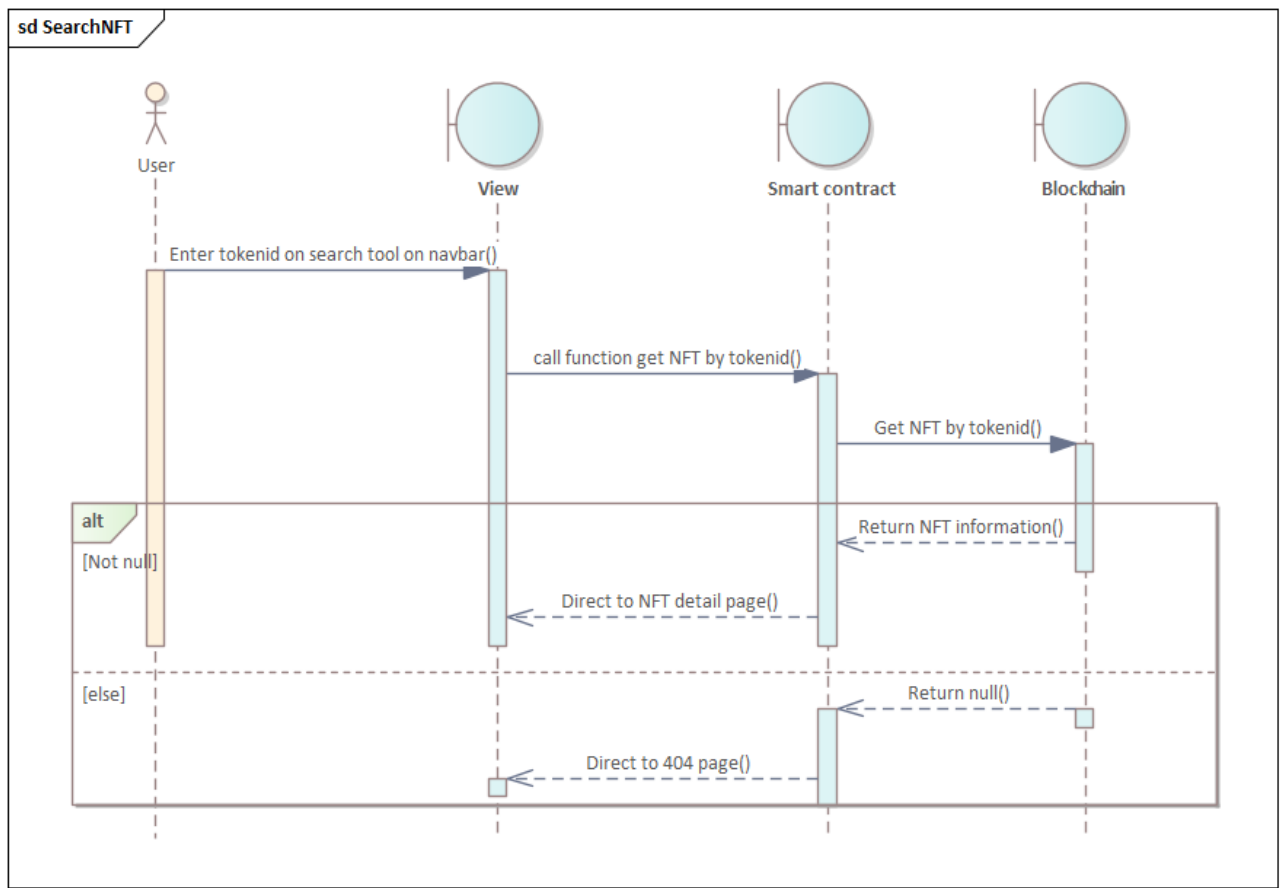 sd SearchNFT
User
View
Smart contract
Blockchain
Enter tokenid on search tool on navbar()
call function get NFT by tokenid()
Get NFT by tokenid()
alt
Return NFT information()
[Not null]
Direct to NFT detail page()
[else]
Return null()
Direct to 404 page()